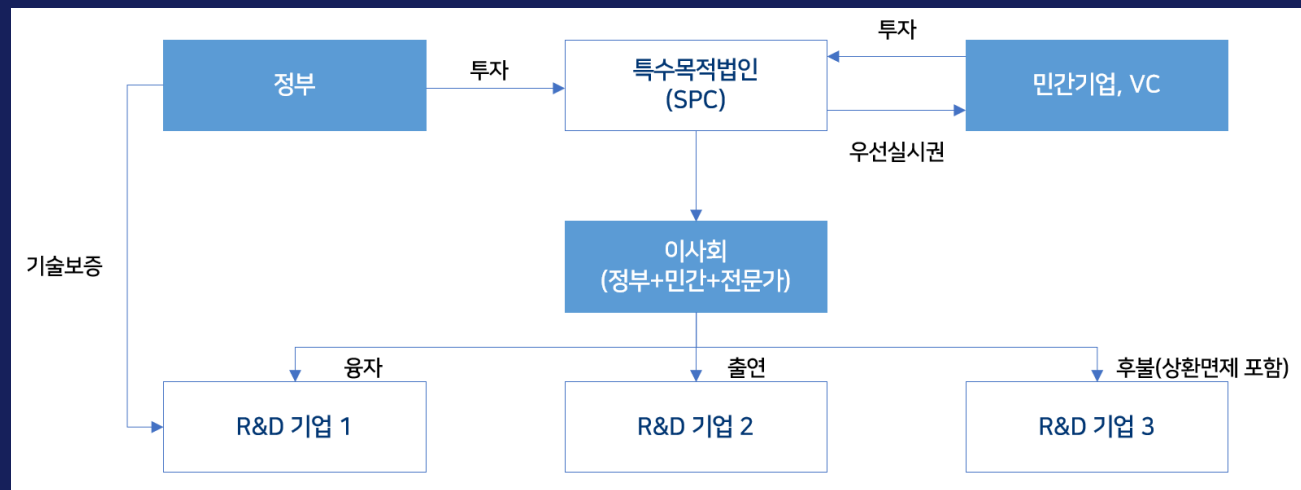 투자
정부
투자
특수목적법인
(SPC)
민간기업, VC
우선실시권
기술보증
이사회
(정부+민간+전문가)
융자
출연
후불(상환면제 포함)
R&D 기업 1
R&D 기업 2
R&D 기업 3